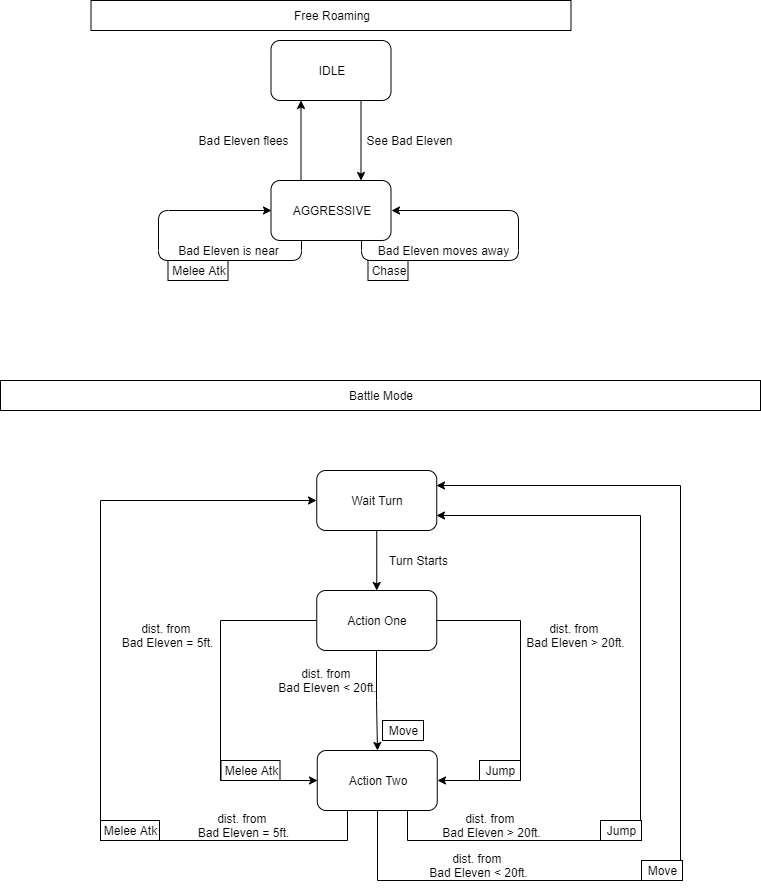 Free Roaming
IDLE
Bad Eleven flees
See Bad Eleven
AGGRESSIVE
Bad Eleven is near
Bad Eleven moves away
Melee Atk
Chase
Battle Mode
Wait Turn
Turn Starts
Action One
dist. from
Bad Eleven = 5ft.
dist. from
Bad Eleven > 20ft.
dist. from
Bad Eleven < 20ft.
Move
Melee Atk
Jump
Action Two
dist. from
Bad Eleven = 5ft.
dist. from
Bad Eleven > 20ft.
Melee Atk
Jump
dist. from
Bad Eleven < 20ft.
Move